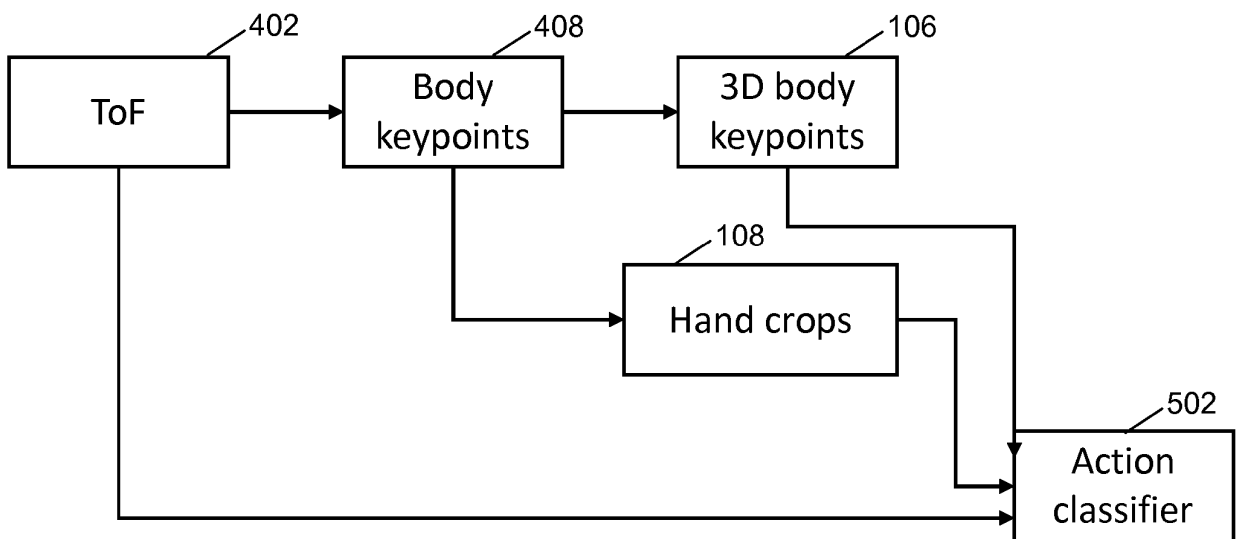 402
408
106
ToF
Body
keypoints
3D body
keypoints
108
Hand crops
502
Action
classifier